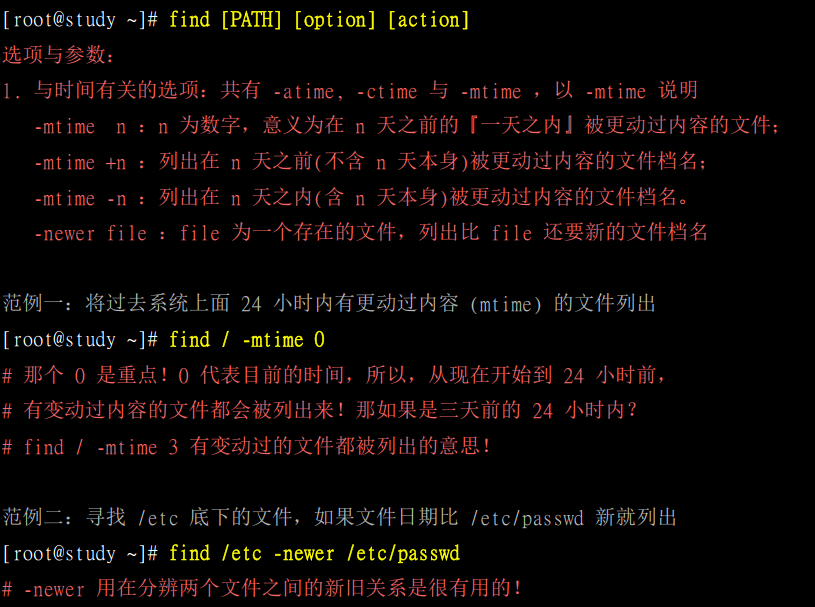 [root@study ~]# find [PATH] [option] [action]
选项与参数：
1. 与时间有关的选项：共有 -atime, -ctime 与 -mtime ，以 -mtime 说明
-mtime n ：n 为数字，意义为在 n 天之前的『一天之内』被更动过内容的文件；
-mtime +n ：列出在 n 天之前(不含 n 天本身)被更动过内容的文件档名；
-mtime -n ：列出在 n 天之内(含 n 天本身)被更动过内容的文件档名。
-newer file ：file 为一个存在的文件，列出比 file 还要新的文件档名
范例一：将过去系统上面 24 小时内有更动过内容 (mtime) 的文件列出
[root@study ~]# find / -mtime 0
# 那个 0 是重点！0 代表目前的时间，所以，从现在开始到 24 小时前，
# 有变动过内容的文件都会被列出来！那如果是三天前的 24 小时内？
# find / -mtime 3 有变动过的文件都被列出的意思！
范例二：寻找 /etc 底下的文件，如果文件日期比 /etc/passwd 新就列出
[root@study ~]# find /etc -newer /etc/passwd
# -newer 用在分辨两个文件之间的新旧关系是很有用的！